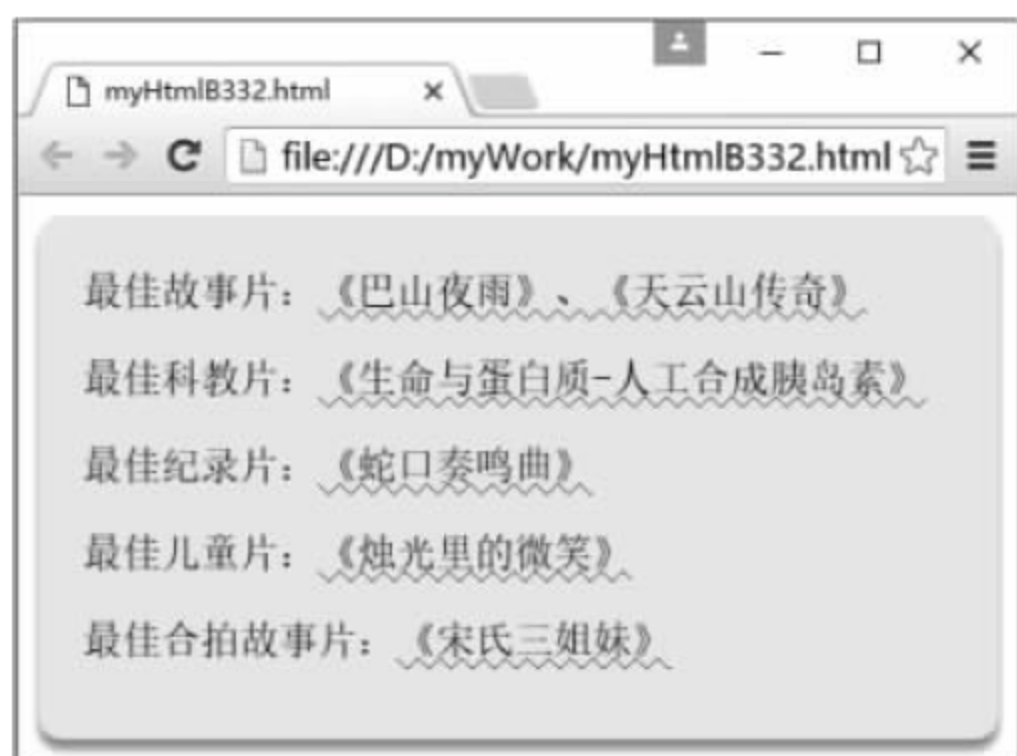 myHtmlB332.html
file:///D:/myWork/myHtmlB332.html
最佳故事片：《巴山夜雨》、《天云山传奇》
最佳科教片：《生命与蛋白质-人工合成胰岛素》
最佳纪录片：《蛇口奏鸣曲》
最佳儿童片：《烛光里的微笑》
最佳合拍故事片：《宋氏三姐妹》